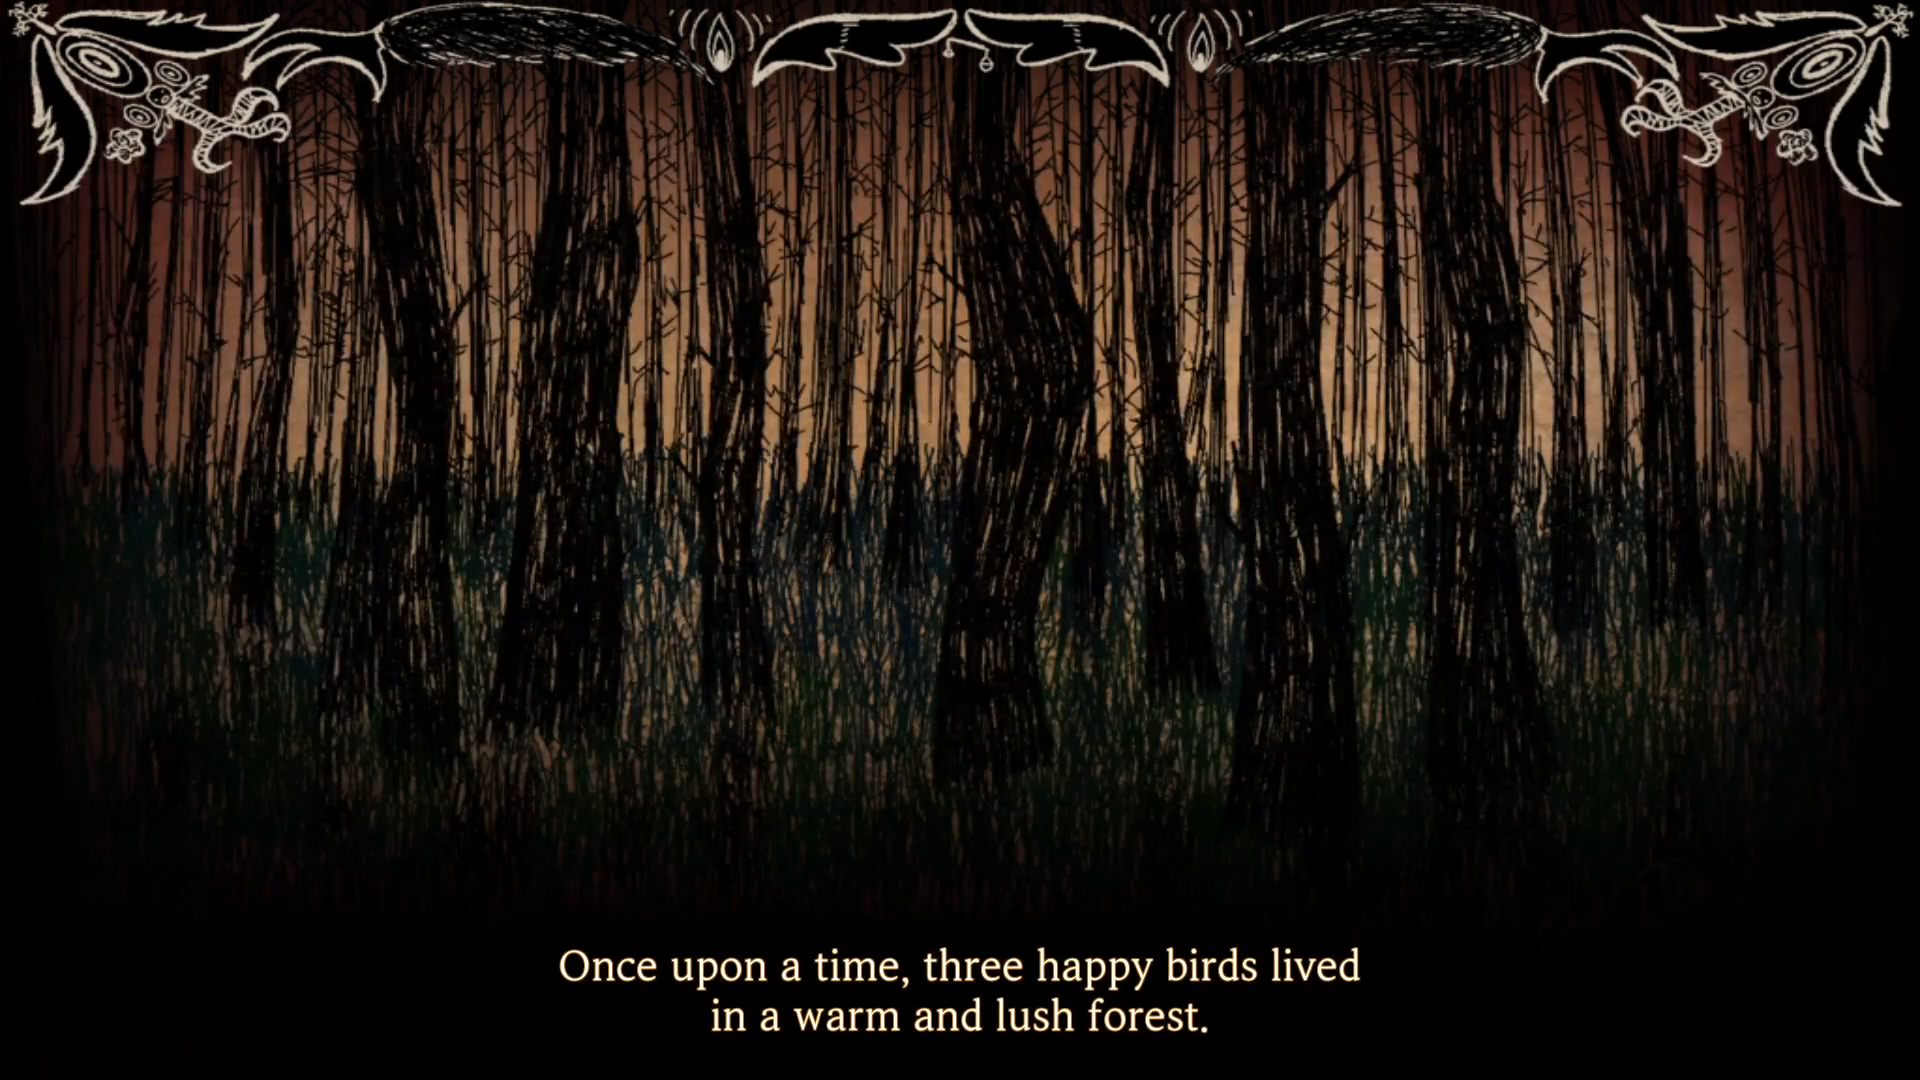 Once upon a time, three happy birds lived
in a warm and lush forest.